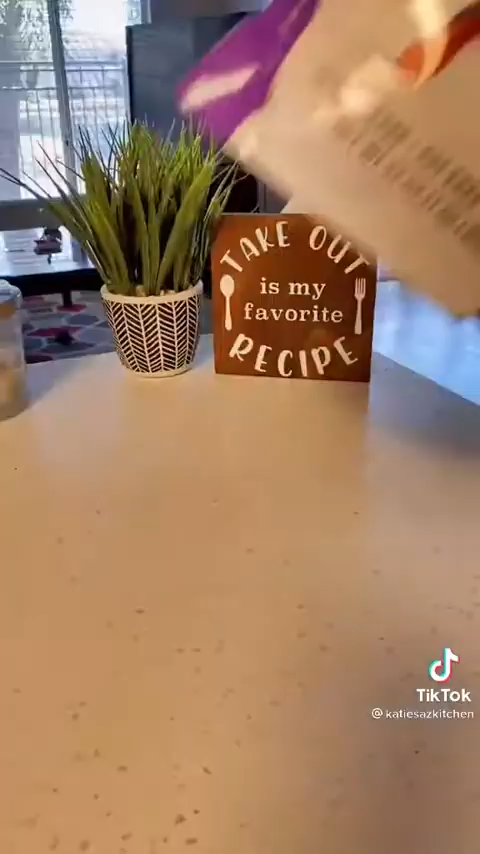 TAKE OUT
is my
favorite
RECIPE
TikTok
@katiesazkitchen